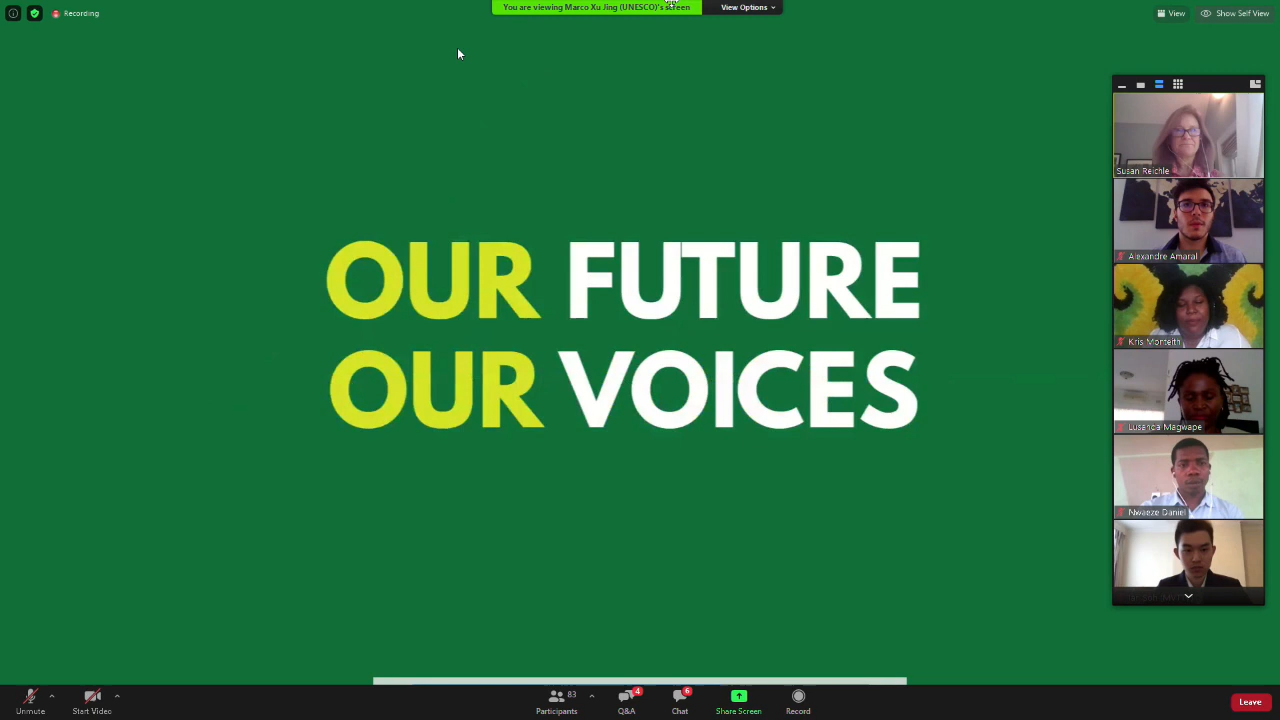 Recording
You are viewing Marco Xu Jing (UNESCO)'s screen
View Options
View
Show Self View
OUR FUTURE
OUR VOICES
Susan Reichle
Alexandre Amaral
Kris Monteith
Lusanda Magwape
Nwaeze Daniel
Unmute
Start Video
83
Participants
4
Q&A
6
Chat
Share Screen
Record
Leave